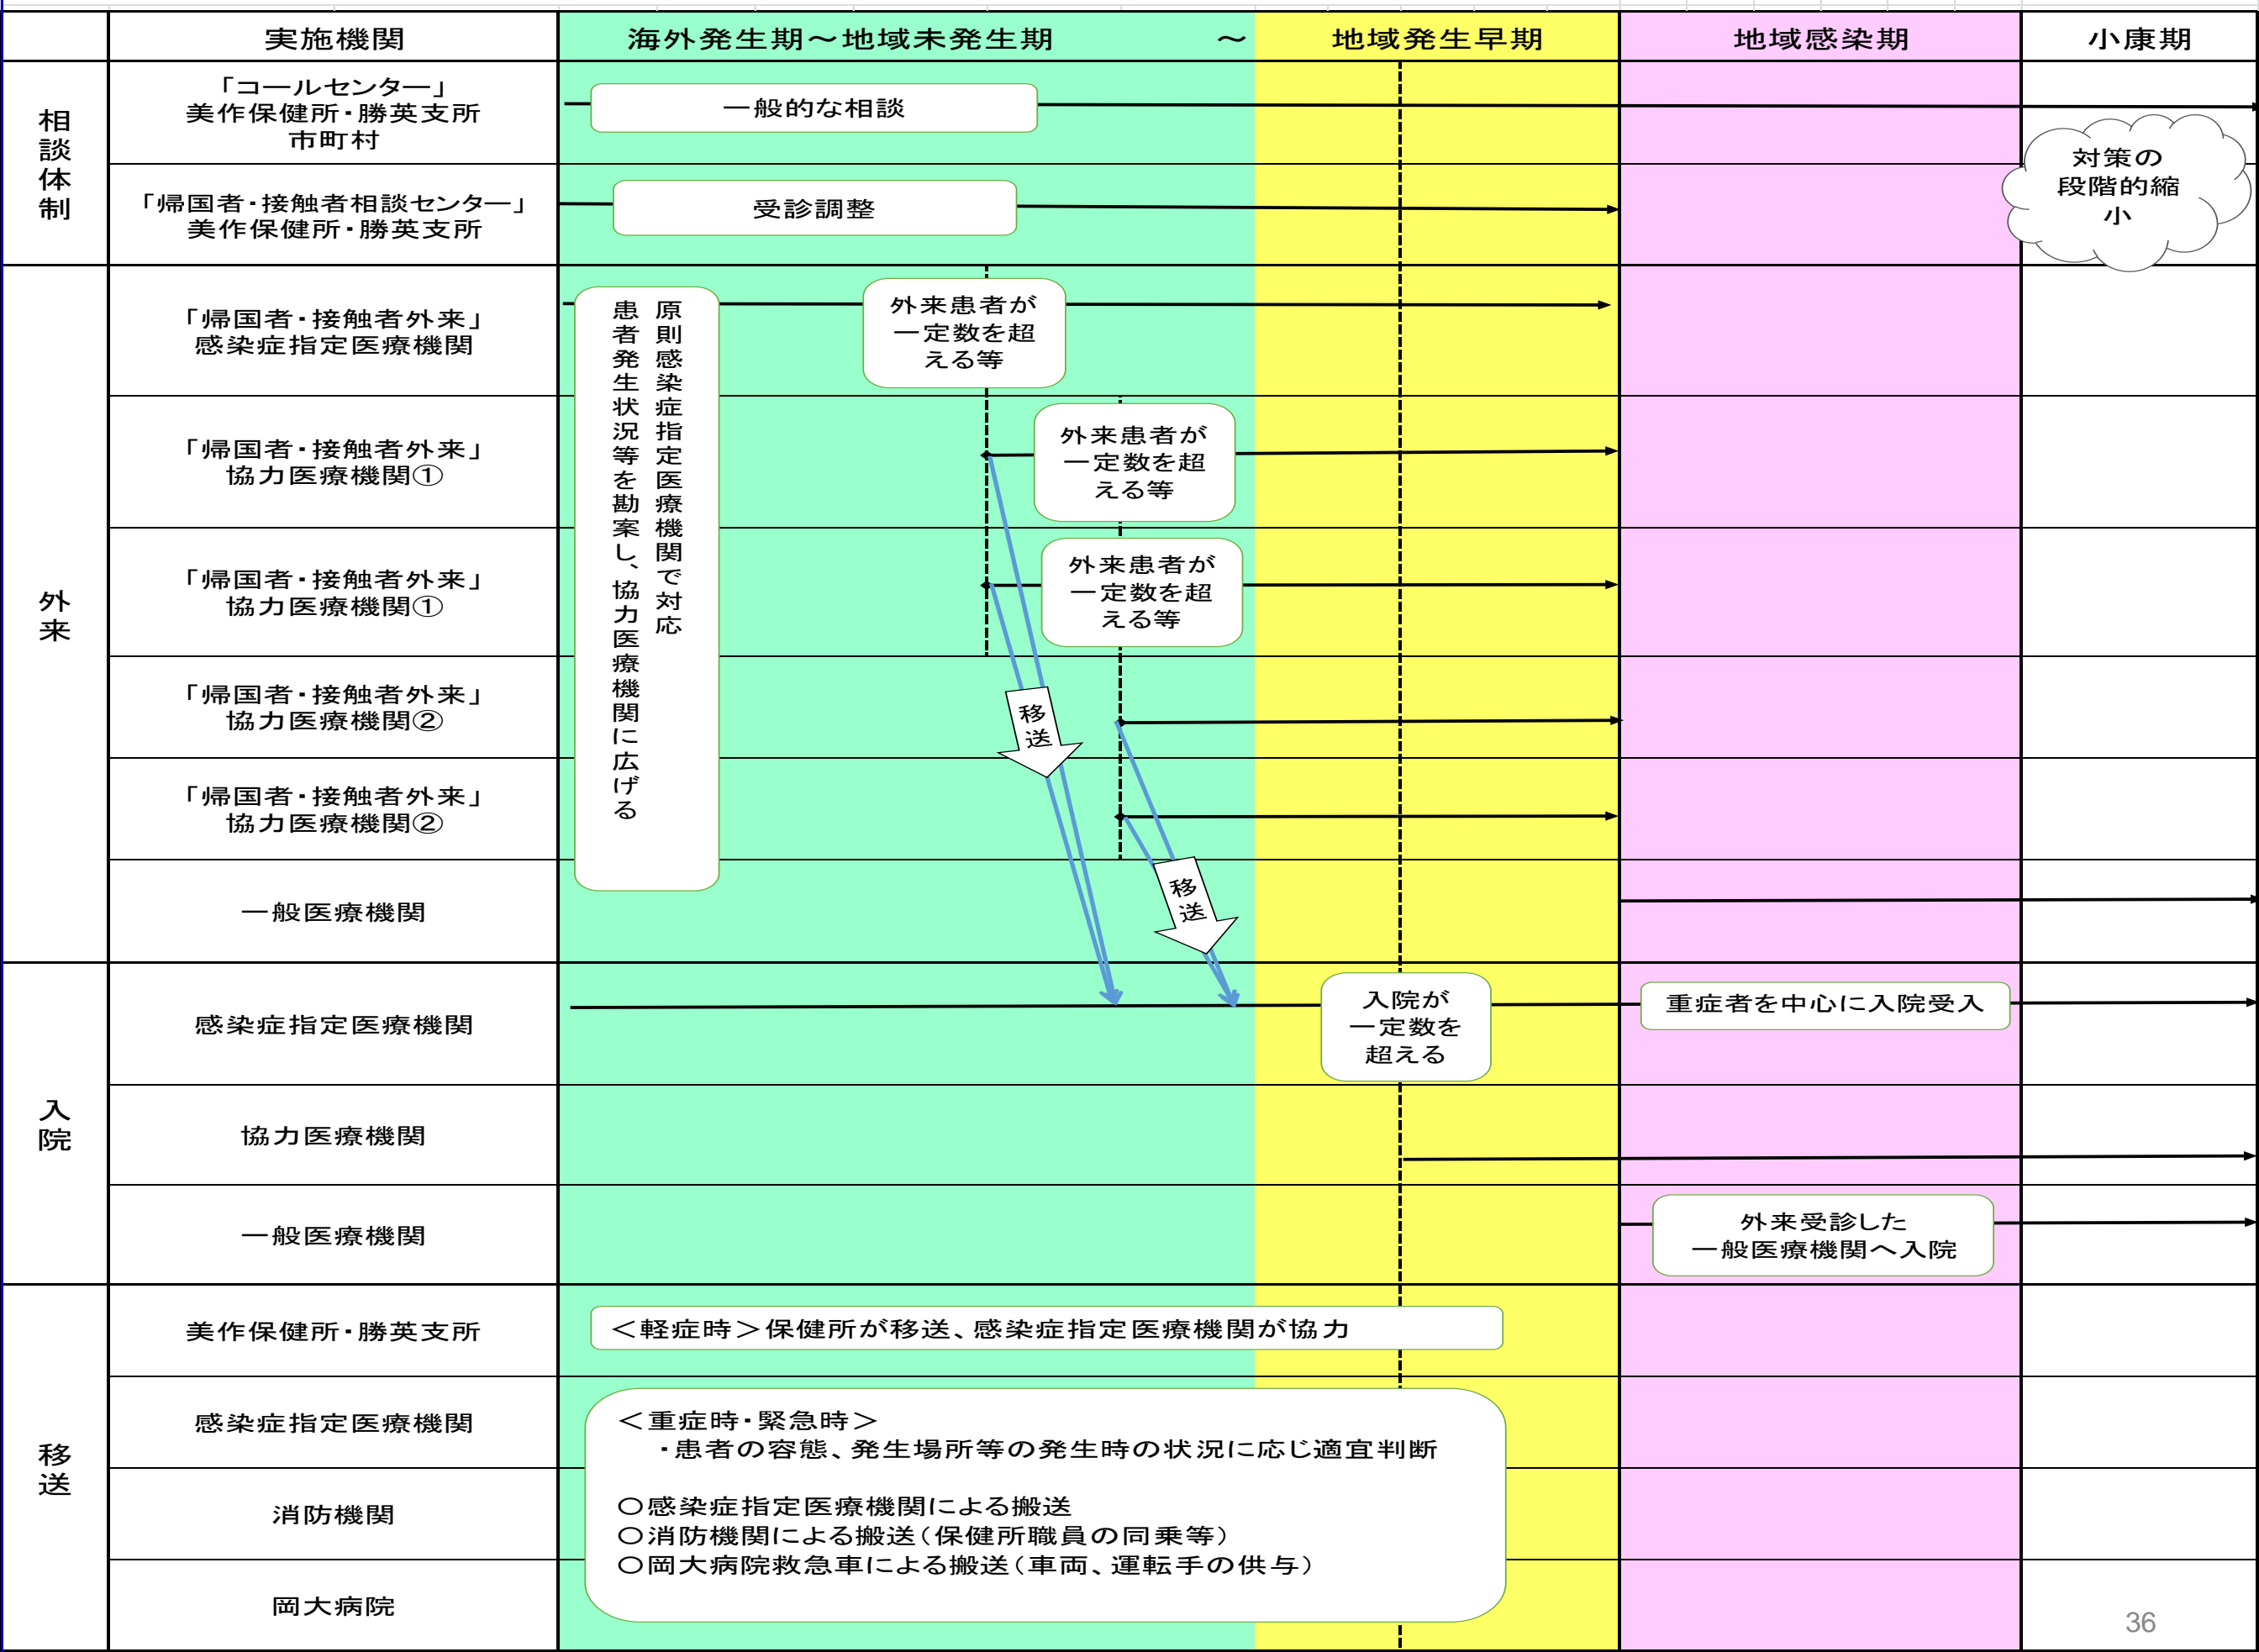 実施機関
海外発生期～地域未発生期
～
地域発生早期
地域感染期
小康期
相談体制
「コールセンター」
美作保健所・勝英支所
市町村
一般的な相談
対策の
段階的縮
小
「帰国者・接触者相談センター」
美作保健所・勝英支所
受診調整
外来
「帰国者・接触者外来」
感染症指定医療機関
原則感染症指定医療機関で対応
患者発生状況等を勘案し、協力医療機関に広げる
外来患者が
一定数を超
える等
「帰国者・接触者外来」
協力医療機関①
外来患者が
一定数を超
える等
「帰国者・接触者外来」
協力医療機関①
外来患者が
一定数を超
える等
「帰国者・接触者外来」
協力医療機関②
移送
「帰国者・接触者外来」
協力医療機関②
一般医療機関
移送
入院
感染症指定医療機関
入院が
一定数を
超える
重症者を中心に入院受入
協力医療機関
一般医療機関
外来受診した
一般医療機関へ入院
移送
美作保健所・勝英支所
＜軽症時＞保健所が移送、感染症指定医療機関が協力
感染症指定医療機関
＜重症時・緊急時＞
・患者の容態、発生場所等の発生時の状況に応じ適宜判断
消防機関
○感染症指定医療機関による搬送
○消防機関による搬送（保健所職員の同乗等）
○岡大病院救急車による搬送（車両、運転手の供与）
岡大病院
36